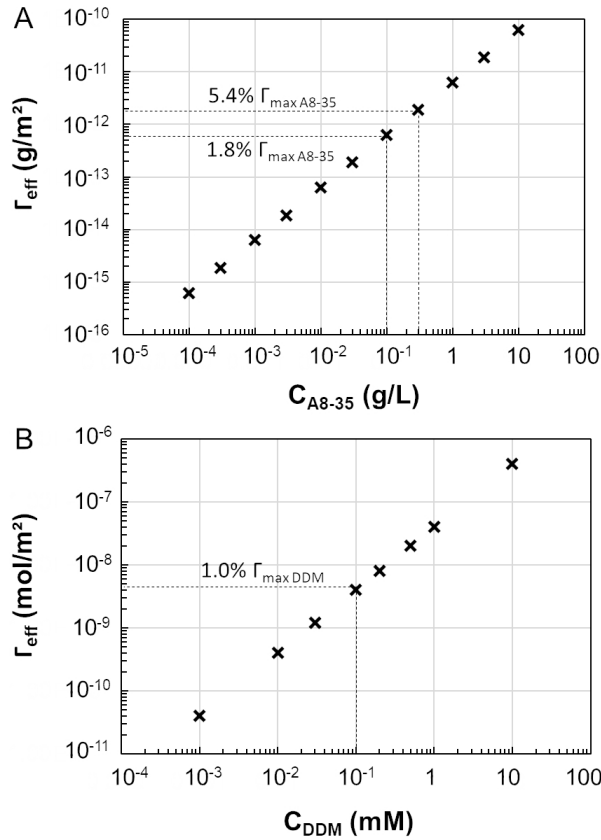 A
Γeff (g/m²)
10⁻¹⁰
10⁻¹¹
10⁻¹²
10⁻¹³
10⁻¹⁴
10⁻¹⁵
10⁻¹⁶
5.4% Γmax A8-35
1.8% Γmax A8-35
10⁻⁵ 10⁻⁴ 10⁻³ 10⁻² 10⁻¹ 1 10 100
CA8-35 (g/L)
B
Γeff (mol/m²)
10⁻⁶
10⁻⁷
10⁻⁸
10⁻⁹
10⁻¹⁰
10⁻¹¹
1.0% Γmax DDM
10⁻⁴ 10⁻³ 10⁻² 10⁻¹ 1 10 100
CDDM (mM)